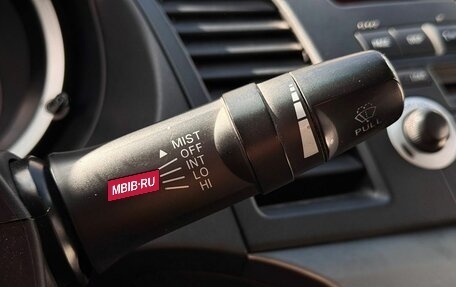 MIST
OFF
INT
LO
HI
PULL
MBIB·RU